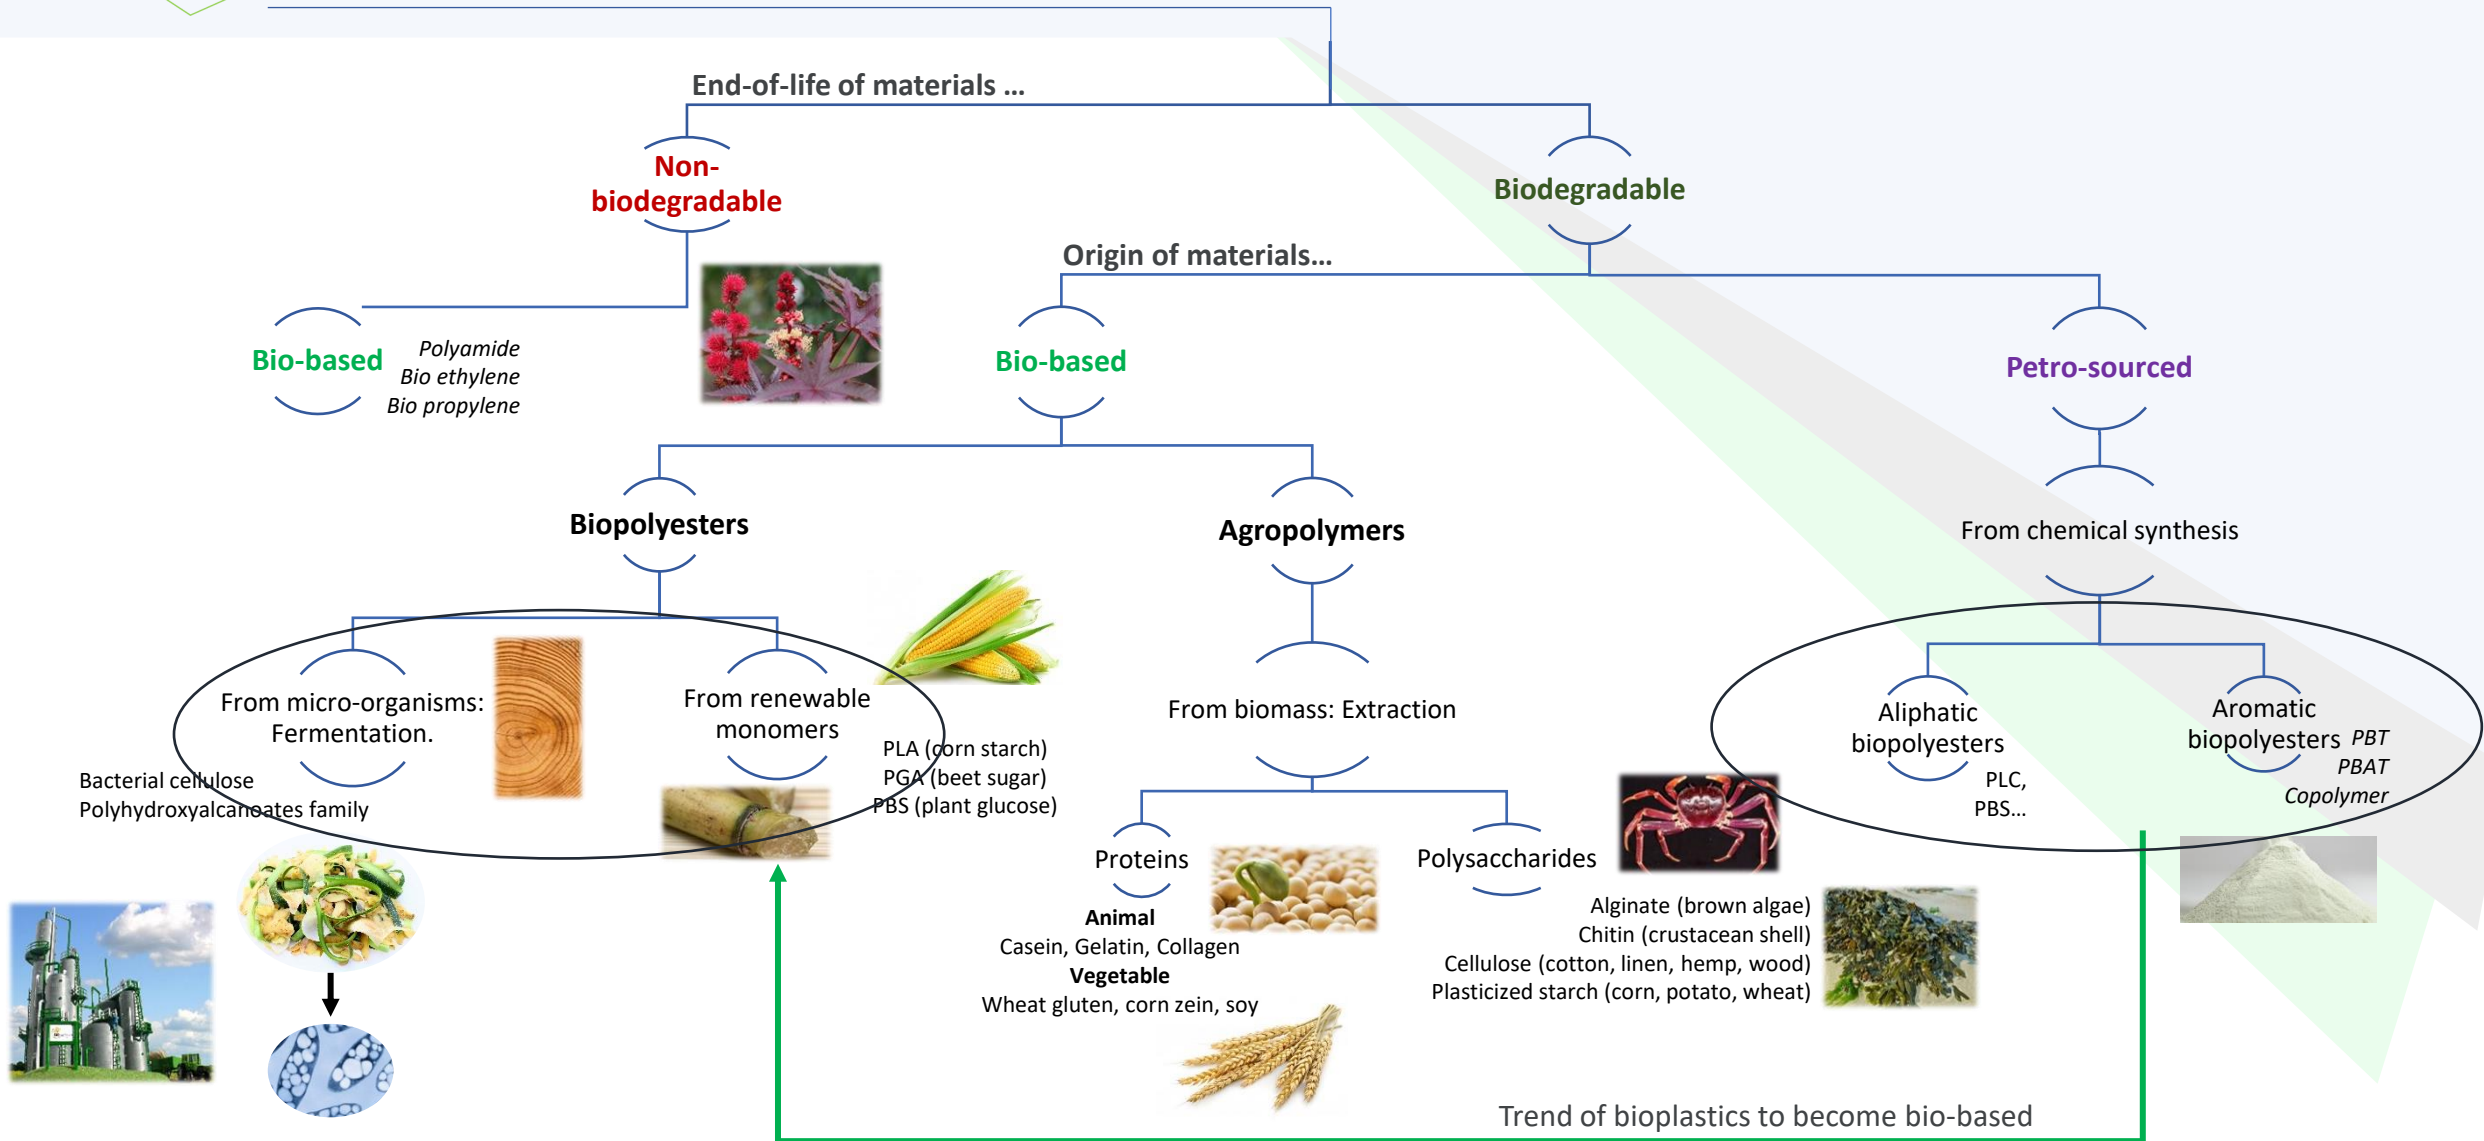 End-of-life of materials ...
Non-
biodegradable
Biodegradable
Origin of materials...
Bio-based
Polyamide
Bio ethylene
Bio propylene
Bio-based
Petro-sourced
Biopolyesters
Agropolymers
From chemical synthesis
From micro-organisms:
Fermentation.
From renewable
monomers
Bacterial cellulose
Polyhydroxyalcanoates family
PLA (corn starch)
PGA (beet sugar)
PBS (plant glucose)
From biomass: Extraction
Aliphatic
biopolyesters
PLC,
PBS...
Aromatic
biopolyesters
PBT
PBAT
Copolymer
Proteins
Animal
Casein, Gelatin, Collagen
Vegetable
Wheat gluten, corn zein, soy
Polysaccharides
Alginate (brown algae)
Chitin (crustacean shell)
Cellulose (cotton, linen, hemp, wood)
Plasticized starch (corn, potato, wheat)
Trend of bioplastics to become bio-based